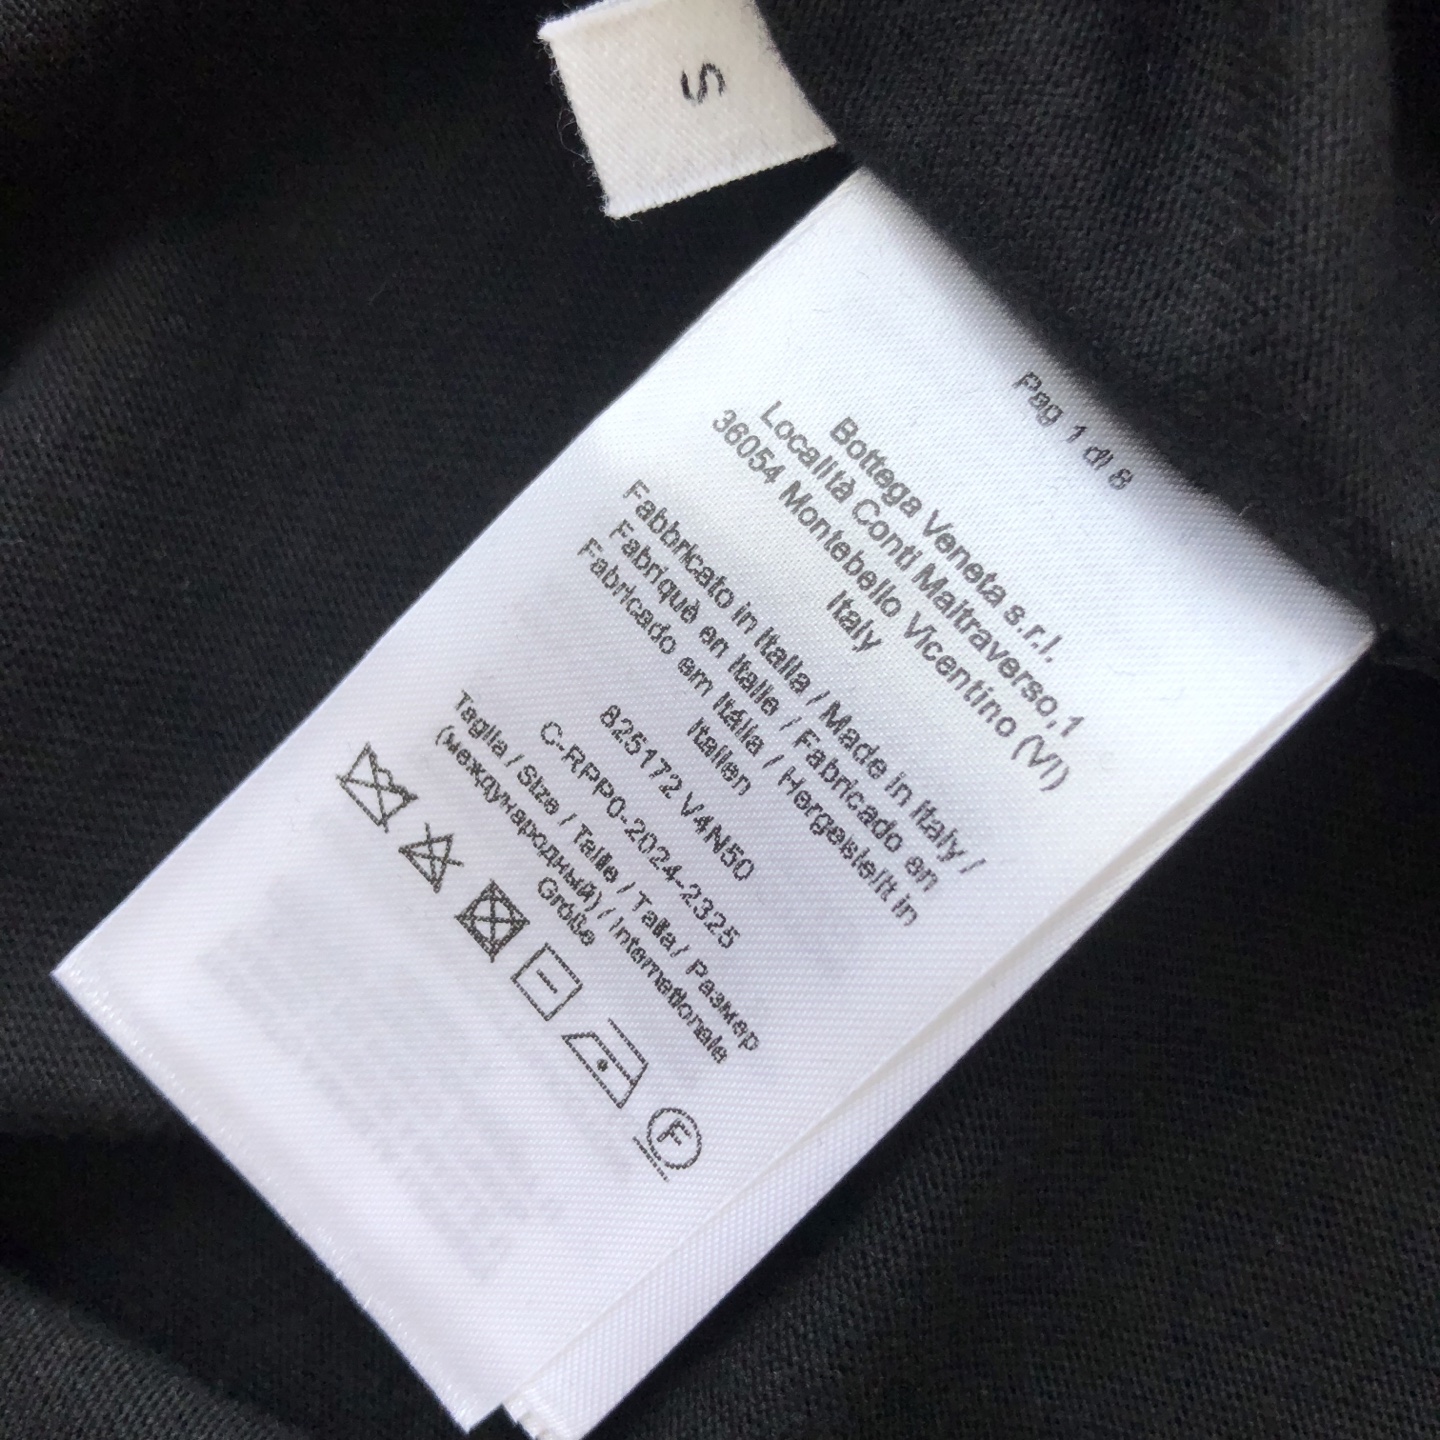 S
Pag 1 di 8
Bottega Veneta s.r.l.
Località Conti Maltraverso,1
36054 Montebello Vicentino (VI)
Italy
Fabbricato in Italia / Made in Italy /
Fabriqué en Italie / Fabricado en
Fabricado em Itália / Hergestellt in
Italien
825172 V4N50
C-RPP0-2024-2325
Taglia / Size / Taille / Talla / Размер
(международный) / Internationale
Größe
F